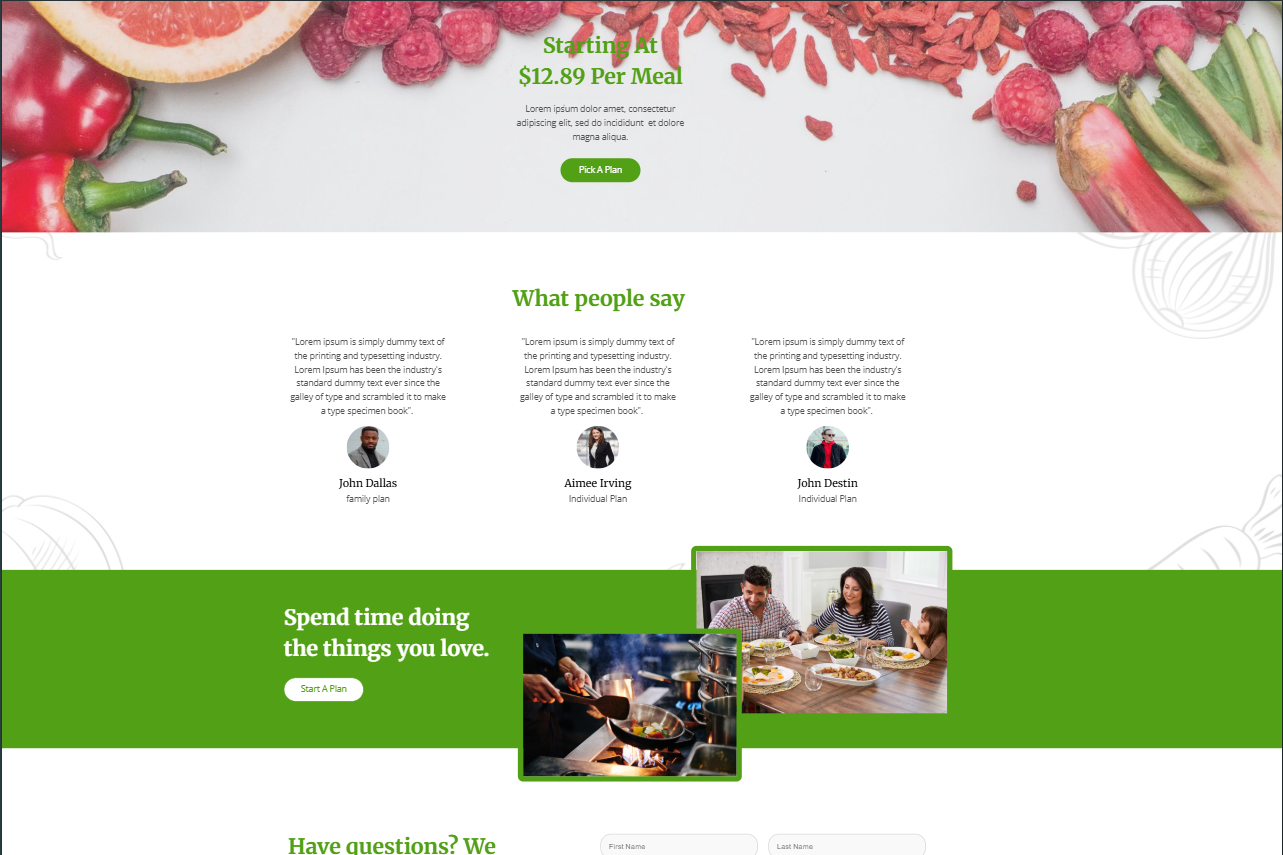 Starting At
$12.89 Per Meal
Lorem ipsum dolor amet, consectetur
adipiscing elit, sed do incididunt et dolore
magna aliqua.
Pick A Plan
What people say
"Lorem ipsum is simply dummy text of
the printing and typesetting industry.
Lorem Ipsum has been the industry's
standard dummy text ever since the
galley of type and scrambled it to make
a type specimen book".
John Dallas
family plan
"Lorem ipsum is simply dummy text of
the printing and typesetting industry.
Lorem Ipsum has been the industry's
standard dummy text ever since the
galley of type and scrambled it to make
a type specimen book".
Aimee Irving
Individual Plan
"Lorem ipsum is simply dummy text of
the printing and typesetting industry.
Lorem Ipsum has been the industry's
standard dummy text ever since the
galley of type and scrambled it to make
a type specimen book".
John Destin
Individual Plan
Spend time doing
the things you love.
Start A Plan
Have questions? We
First Name
Last Name